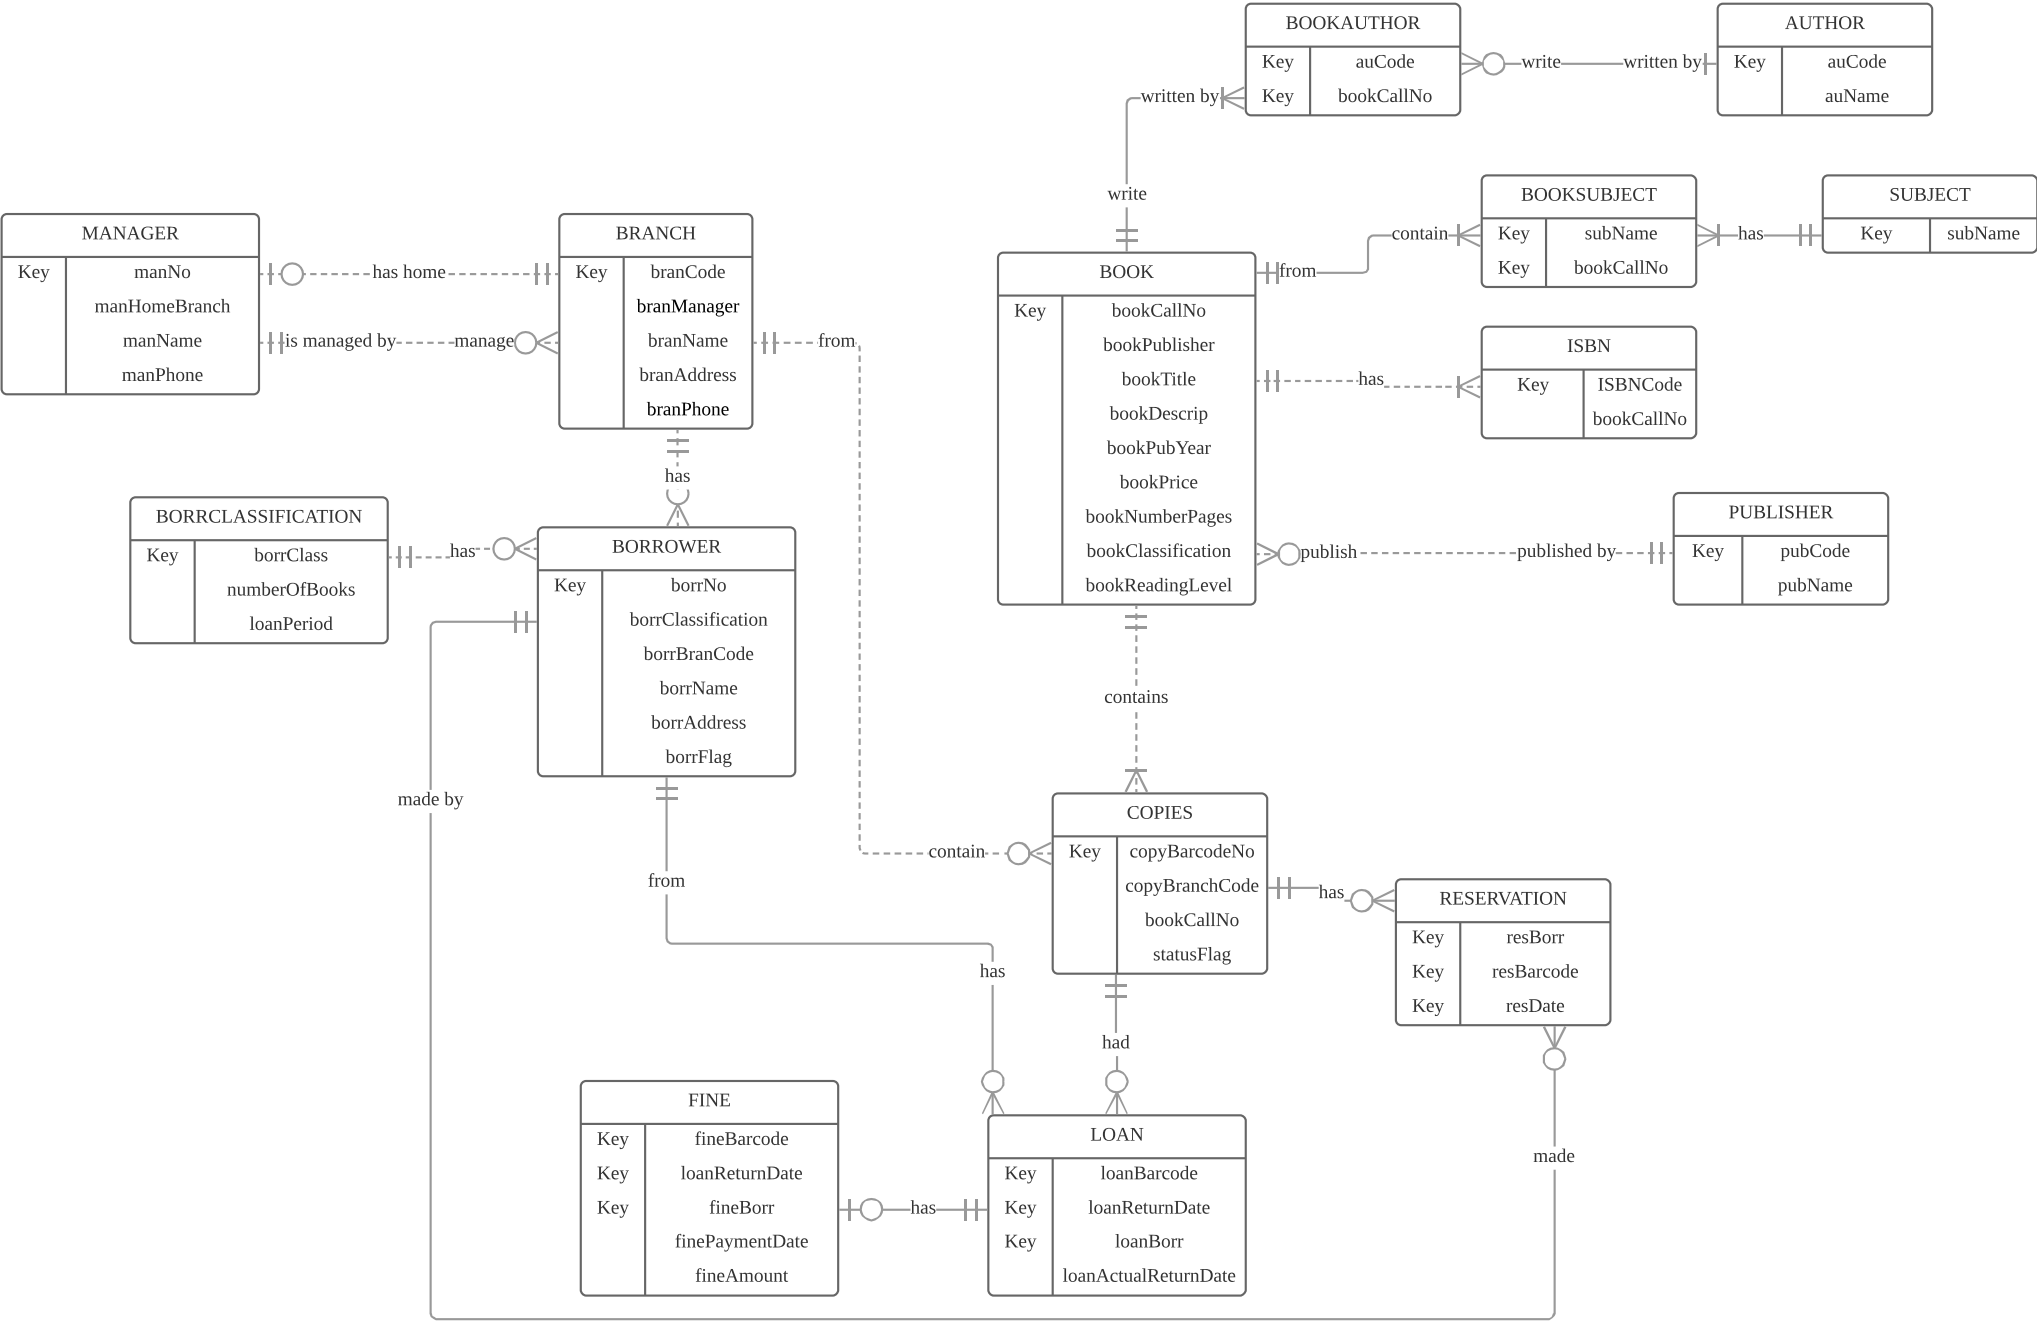 BOOKAUTHOR
Key auCode
Key bookCallNo
write
written by
AUTHOR
Key auCode
auName
written by
write
BOOKSUBJECT
Key subName
Key bookCallNo
has
SUBJECT
Key subName
contain
from
MANAGER
Key manNo
manHomeBranch
manName
manPhone
has home
is managed by
manage
BRANCH
Key branCode
branManager
branName
branAddress
branPhone
from
has
BOOK
Key bookCallNo
bookPublisher
bookTitle
bookDescrip
bookPubYear
bookPrice
bookNumberPages
bookClassification
bookReadingLevel
has
ISBN
Key ISBNCode
bookCallNo
publish
published by
PUBLISHER
Key pubCode
pubName
BORRCLASSIFICATION
Key borrClass
numberOfBooks
loanPeriod
has
BORROWER
Key borrNo
borrClassification
borrBranCode
borrName
borrAddress
borrFlag
contains
made by
contain
from
COPIES
Key copyBarcodeNo
copyBranchCode
bookCallNo
statusFlag
has
RESERVATION
Key resBorr
Key resBarcode
Key resDate
has
had
made
FINE
Key fineBarcode
Key loanReturnDate
Key fineBorr
finePaymentDate
fineAmount
has
LOAN
Key loanBarcode
Key loanReturnDate
Key loanBorr
loanActualReturnDate